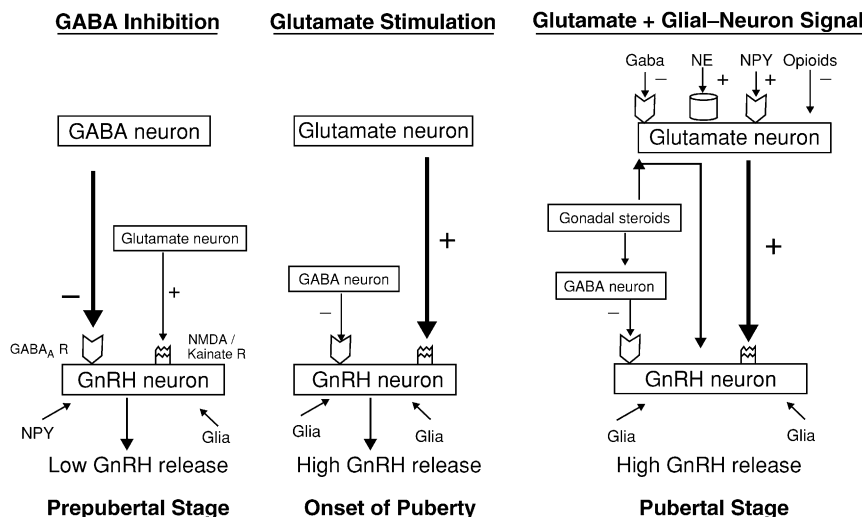 GABA Inhibition
GABA neuron
Glutamate neuron
−
+
GABAA R
NMDA /
Kainate R
GnRH neuron
NPY
Glia
Low GnRH release
Prepubertal Stage
Glutamate Stimulation
Glutamate neuron
+
GABA neuron
−
GnRH neuron
Glia
Glia
High GnRH release
Onset of Puberty
Glutamate + Glial–Neuron Signal
Gaba NE NPY Opioids
− + + −
Glutamate neuron
Gonadal steroids
+
GABA neuron
−
GnRH neuron
Glia
Glia
High GnRH release
Pubertal Stage